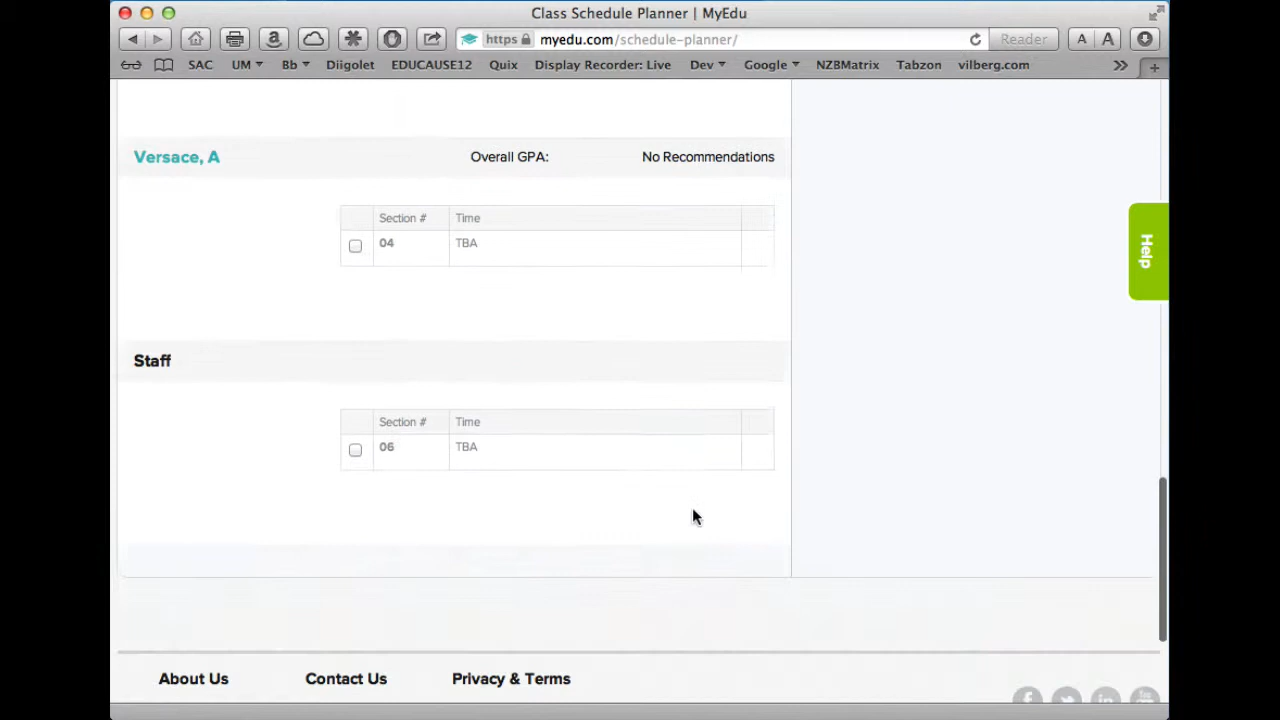 Class Schedule Planner | MyEdu
https myedu.com/schedule-planner/ Reader A A
SAC UM Bb Diigolet EDUCAUSE12 Quix Display Recorder: Live Dev Google NZBMatrix Tabzon vilberg.com
Versace, A Overall GPA: No Recommendations
Section # Time
04 TBA
Help
Staff
Section # Time
06 TBA
About Us Contact Us Privacy & Terms